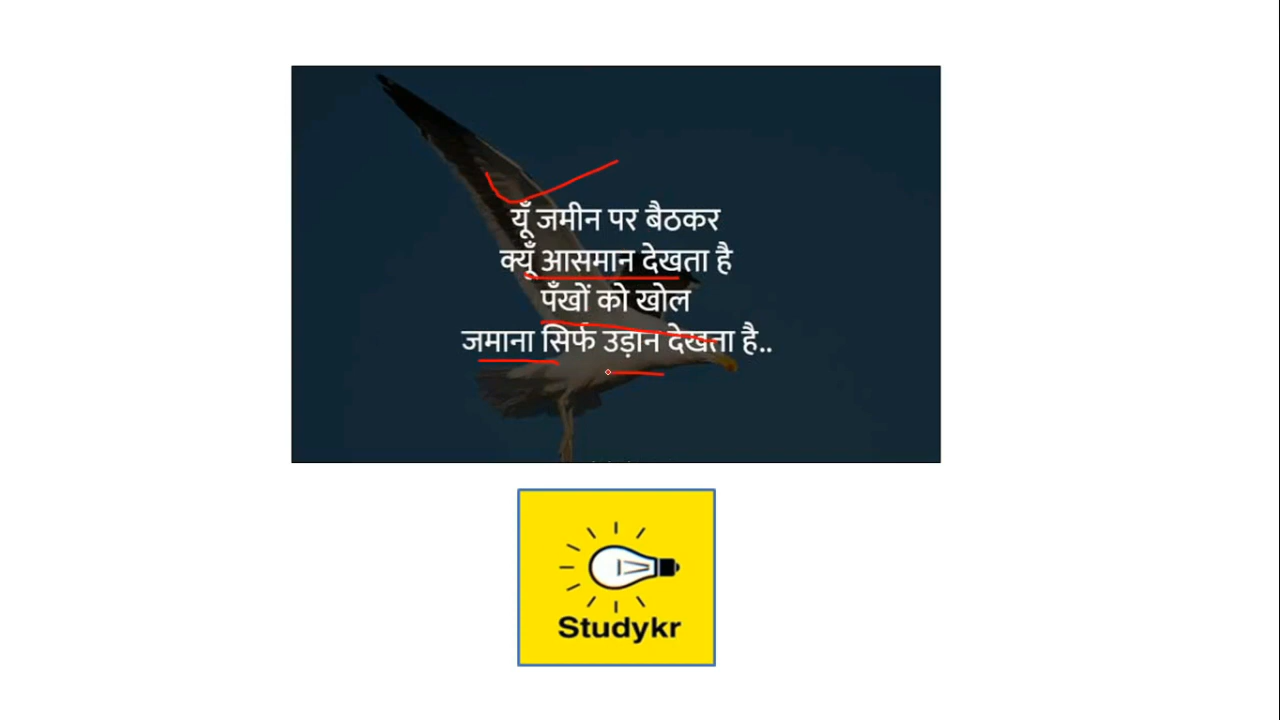 यूँ जमीन पर बैठकर
क्यूँ आसमान देखता है
पँखों को खोल
जमाना सिर्फ उड़ान देखता है..
Studykr